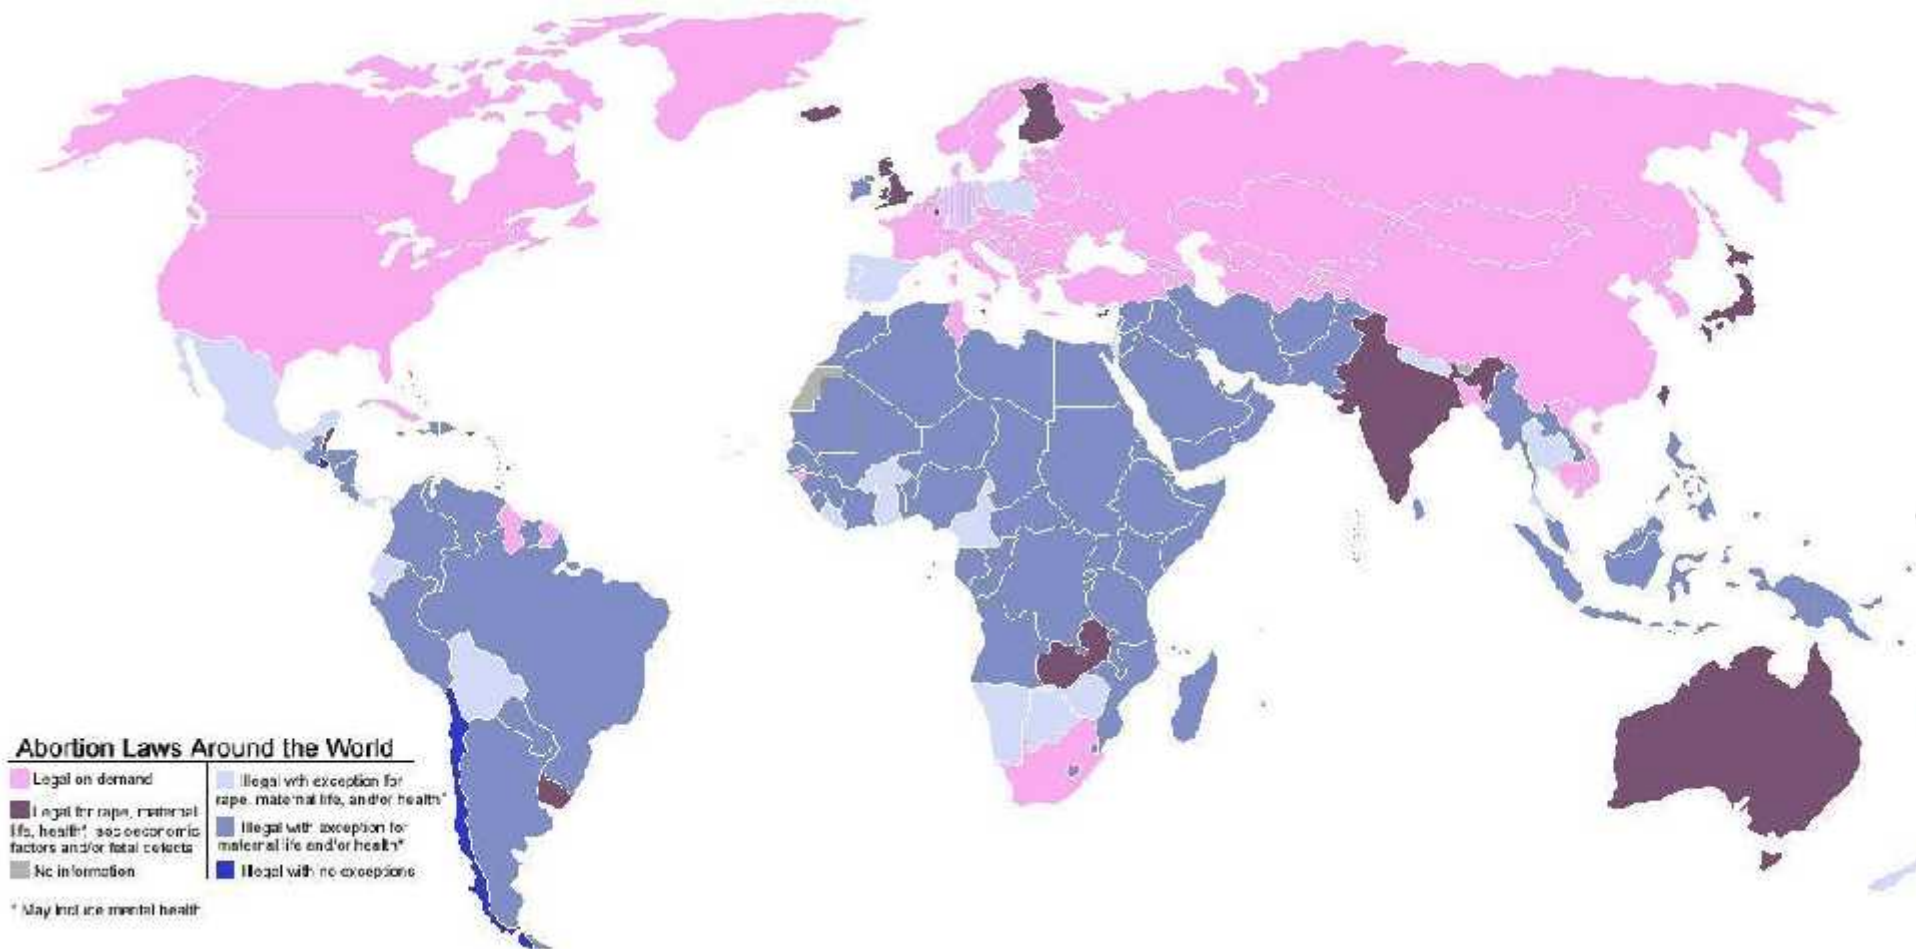 Abortion Laws Around the World
Legal on demand
Legal for rape, maternal
life, health*, socioeconomic
factors and/or fetal defects
No information
Illegal with exception for
rape, maternal life, and/or health*
Illegal with exception for
maternal life and/or health*
Illegal with no exceptions
* May include mental health